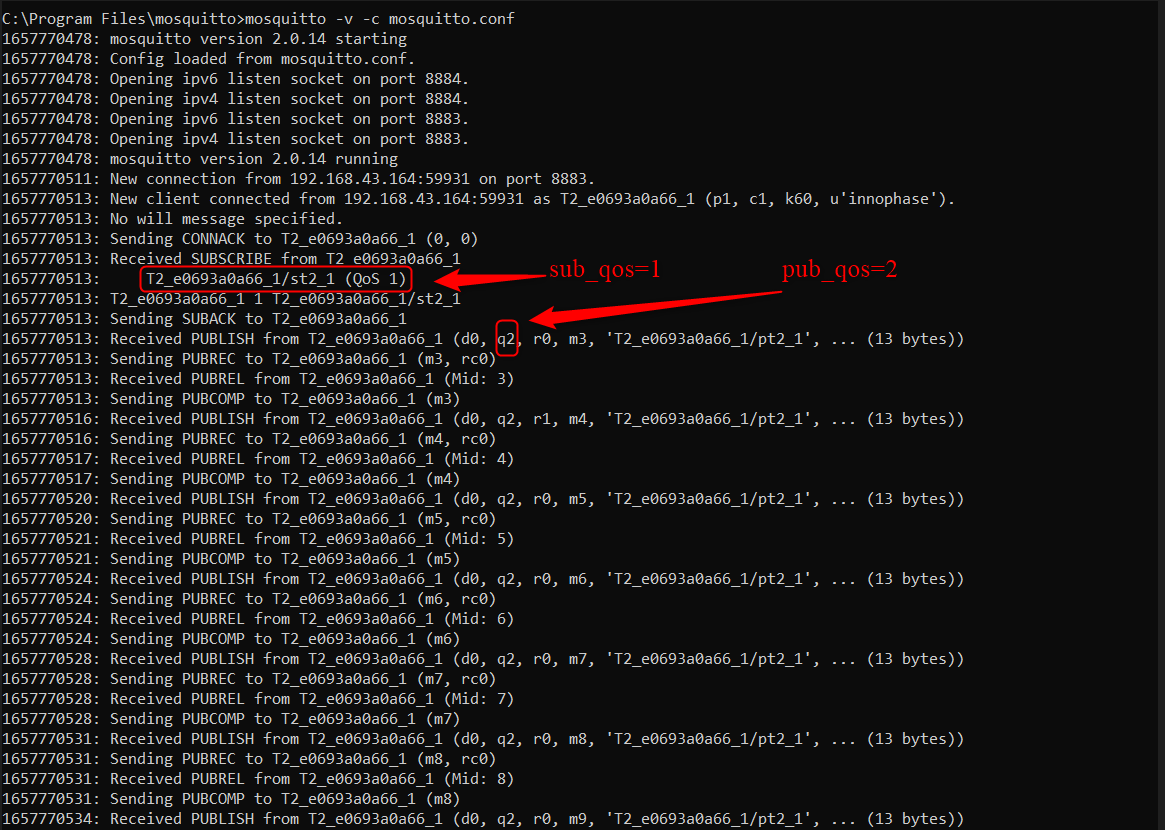 C:\Program Files\mosquitto>mosquitto -v -c mosquitto.conf
1657770478: mosquitto version 2.0.14 starting
1657770478: Config loaded from mosquitto.conf.
1657770478: Opening ipv6 listen socket on port 8884.
1657770478: Opening ipv4 listen socket on port 8884.
1657770478: Opening ipv6 listen socket on port 8883.
1657770478: Opening ipv4 listen socket on port 8883.
1657770478: mosquitto version 2.0.14 running
1657770511: New connection from 192.168.43.164:59931 on port 8883.
1657770513: New client connected from 192.168.43.164:59931 as T2_e0693a0a66_1 (p1, c1, k60, u'innophase').
1657770513: No will message specified.
1657770513: Sending CONNACK to T2_e0693a0a66_1 (0, 0)
1657770513: Received SUBSCRIBE from T2_e0693a0a66_1
1657770513: T2_e0693a0a66_1/st2_1 (QoS 1) sub_qos=1 pub_qos=2
1657770513: T2_e0693a0a66_1 1 T2_e0693a0a66_1/st2_1
1657770513: Sending SUBACK to T2_e0693a0a66_1
1657770513: Received PUBLISH from T2_e0693a0a66_1 (d0, q2, r0, m3, 'T2_e0693a0a66_1/pt2_1', ... (13 bytes))
1657770513: Sending PUBREC to T2_e0693a0a66_1 (m3, rc0)
1657770513: Received PUBREL from T2_e0693a0a66_1 (Mid: 3)
1657770513: Sending PUBCOMP to T2_e0693a0a66_1 (m3)
1657770516: Received PUBLISH from T2_e0693a0a66_1 (d0, q2, r1, m4, 'T2_e0693a0a66_1/pt2_1', ... (13 bytes))
1657770516: Sending PUBREC to T2_e0693a0a66_1 (m4, rc0)
1657770517: Received PUBREL from T2_e0693a0a66_1 (Mid: 4)
1657770517: Sending PUBCOMP to T2_e0693a0a66_1 (m4)
1657770520: Received PUBLISH from T2_e0693a0a66_1 (d0, q2, r0, m5, 'T2_e0693a0a66_1/pt2_1', ... (13 bytes))
1657770520: Sending PUBREC to T2_e0693a0a66_1 (m5, rc0)
1657770521: Received PUBREL from T2_e0693a0a66_1 (Mid: 5)
1657770521: Sending PUBCOMP to T2_e0693a0a66_1 (m5)
1657770524: Received PUBLISH from T2_e0693a0a66_1 (d0, q2, r0, m6, 'T2_e0693a0a66_1/pt2_1', ... (13 bytes))
1657770524: Sending PUBREC to T2_e0693a0a66_1 (m6, rc0)
1657770524: Received PUBREL from T2_e0693a0a66_1 (Mid: 6)
1657770524: Sending PUBCOMP to T2_e0693a0a66_1 (m6)
1657770528: Received PUBLISH from T2_e0693a0a66_1 (d0, q2, r0, m7, 'T2_e0693a0a66_1/pt2_1', ... (13 bytes))
1657770528: Sending PUBREC to T2_e0693a0a66_1 (m7, rc0)
1657770528: Received PUBREL from T2_e0693a0a66_1 (Mid: 7)
1657770528: Sending PUBCOMP to T2_e0693a0a66_1 (m7)
1657770531: Received PUBLISH from T2_e0693a0a66_1 (d0, q2, r0, m8, 'T2_e0693a0a66_1/pt2_1', ... (13 bytes))
1657770531: Sending PUBREC to T2_e0693a0a66_1 (m8, rc0)
1657770531: Received PUBREL from T2_e0693a0a66_1 (Mid: 8)
1657770531: Sending PUBCOMP to T2_e0693a0a66_1 (m8)
1657770534: Received PUBLISH from T2_e0693a0a66_1 (d0, q2, r0, m9, 'T2_e0693a0a66_1/pt2_1', ... (13 bytes))